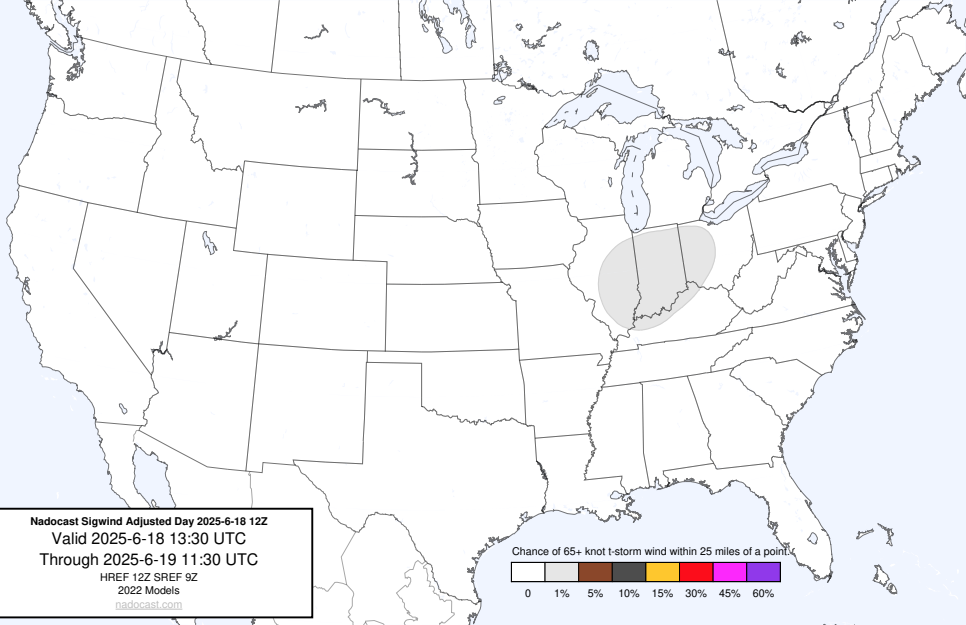 Nadocast Sigwind Adjusted Day 2025-6-18 12Z
Valid 2025-6-18 13:30 UTC
Through 2025-6-19 11:30 UTC
HREF 12Z SREF 9Z
2022 Models
nadocast.com
Chance of 65+ knot t-storm wind within 25 miles of a point.
0 1% 5% 10% 15% 30% 45% 60%